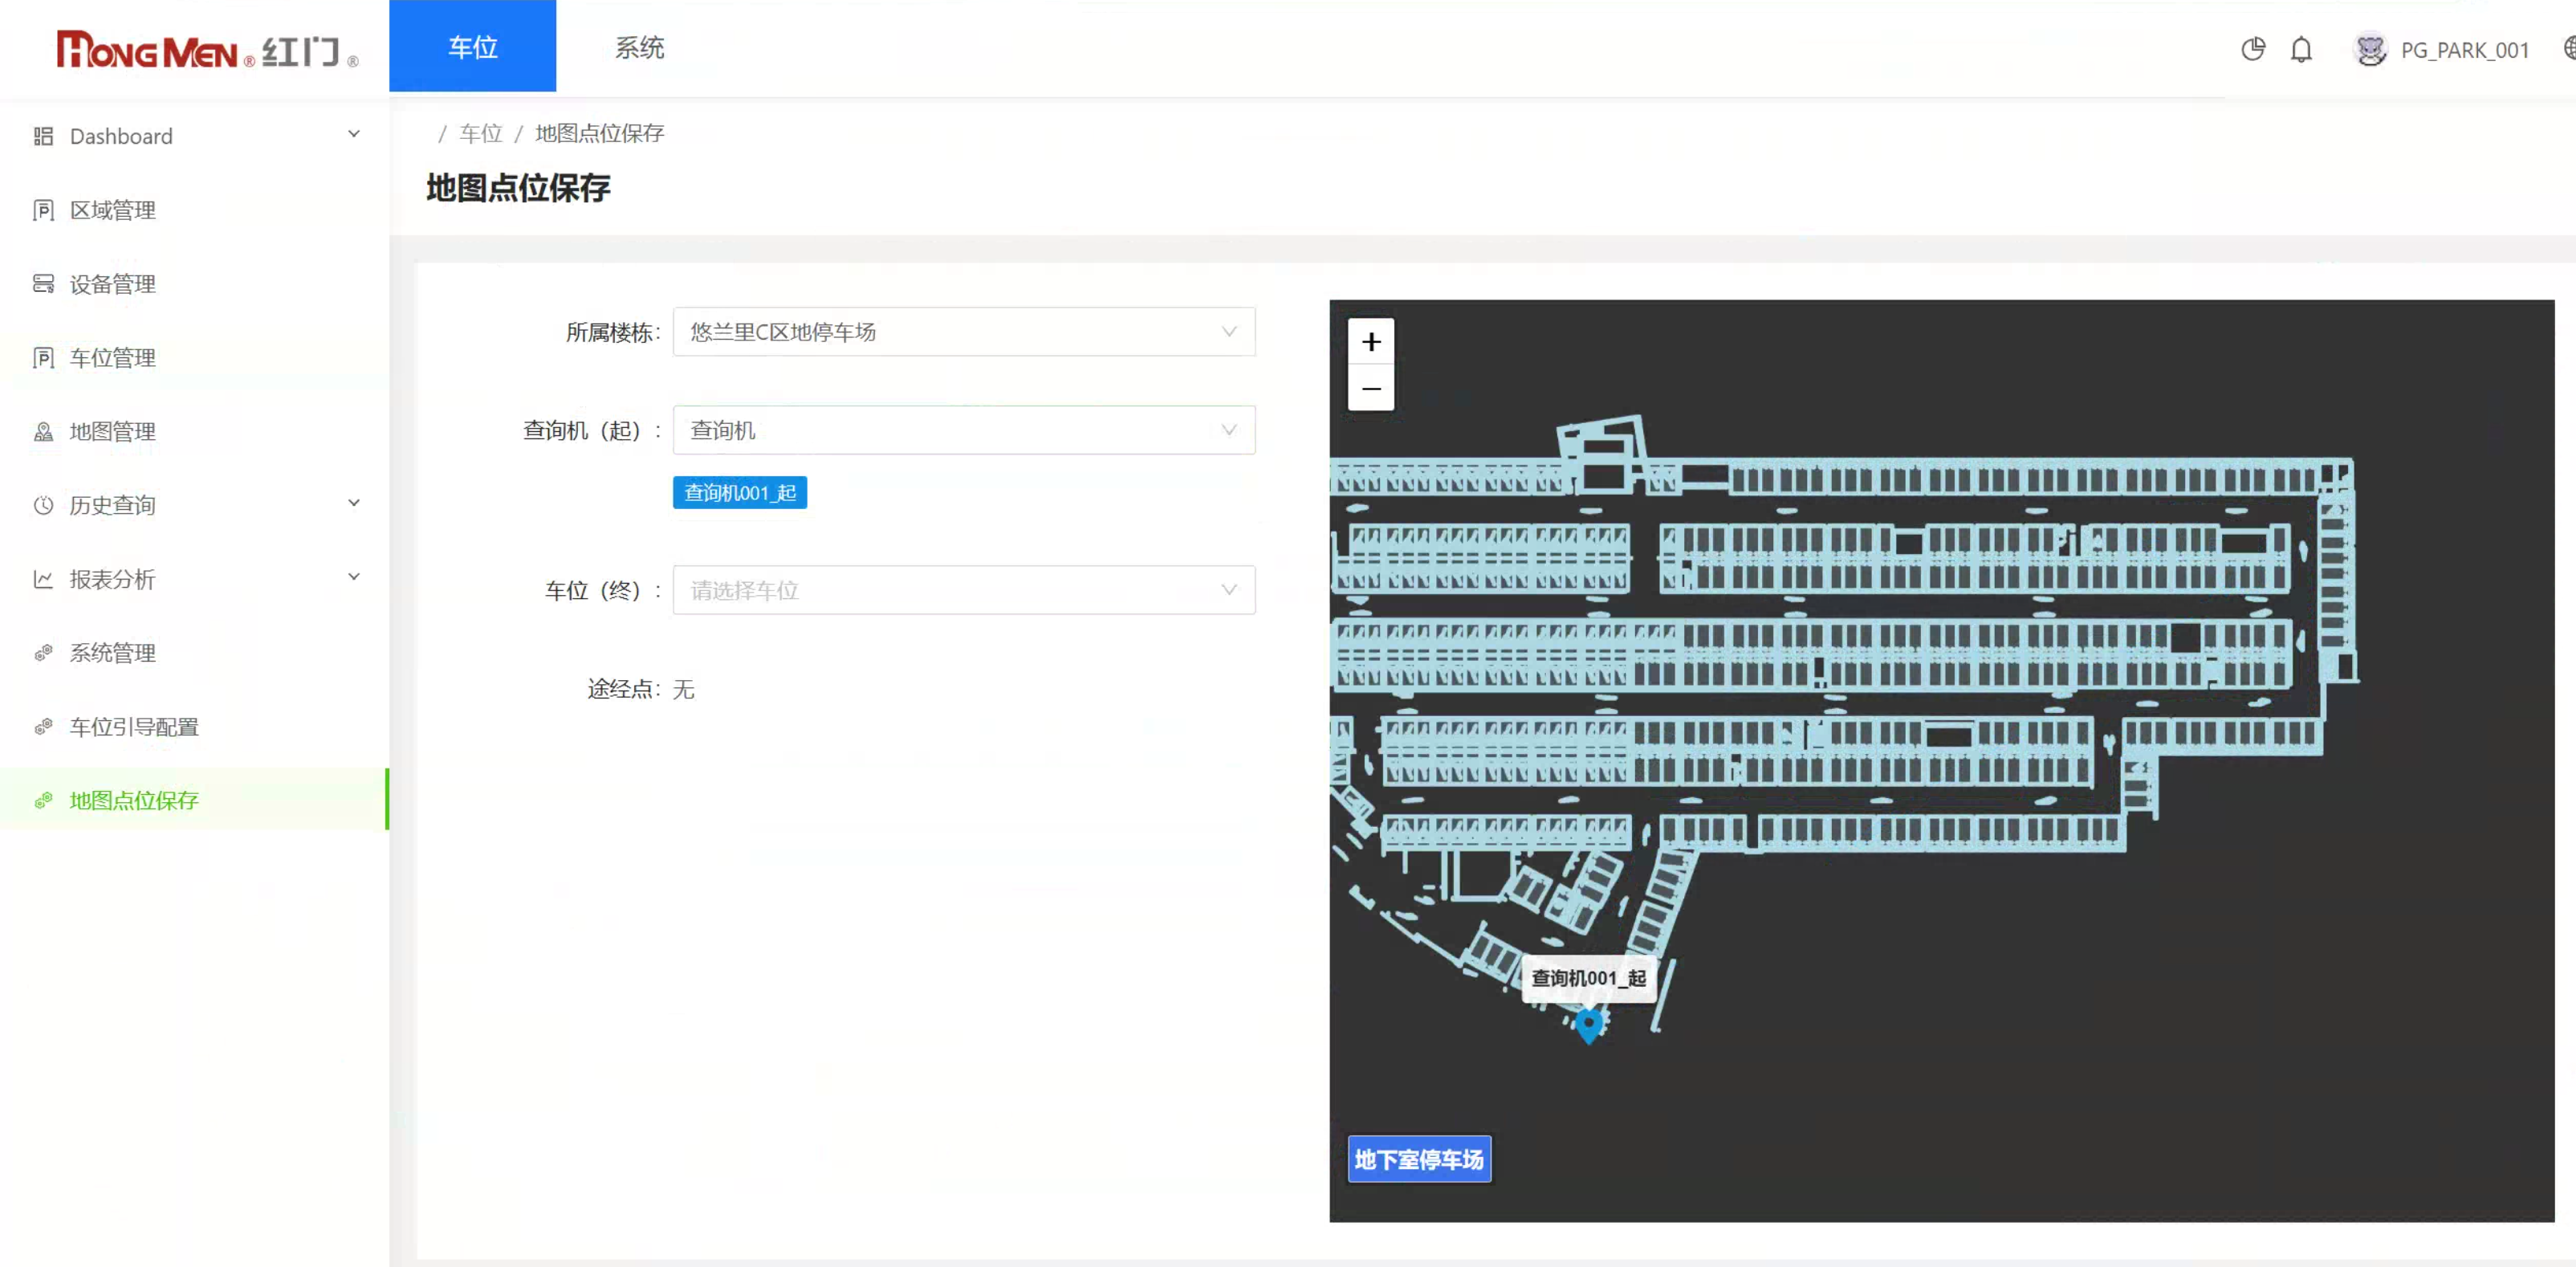 HONGMEN®红门®
车位
系统
PG_PARK_001
Dashboard
区域管理
设备管理
车位管理
地图管理
历史查询
报表分析
系统管理
车位引导配置
地图点位保存
/ 车位 / 地图点位保存
地图点位保存
所属楼栋: 悠兰里C区地停车场
查询机（起）: 查询机
查询机001_起
车位（终）: 请选择车位
途经点: 无
+
−
查询机001_起
地下室停车场